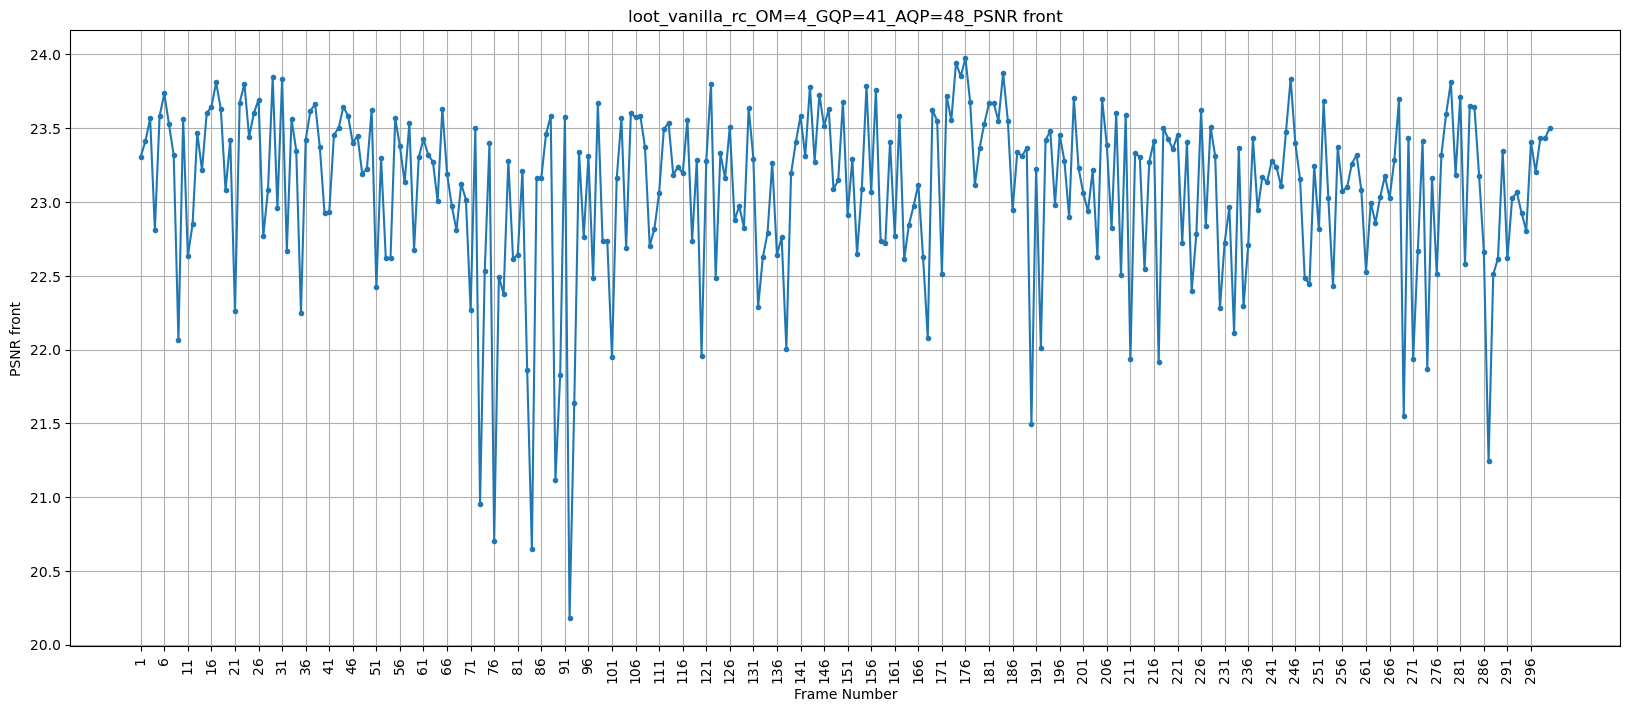 loot_vanilla_rc_OM=4_GQP=41_AQP=48_PSNR front
PSNR front
24.0
23.5
23.0
22.5
22.0
21.5
21.0
20.5
20.0
1 6 11 16 21 26 31 36 41 46 51 56 61 66 71 76 81 86 91 96 101 106 111 116 121 126 131 136 141 146 151 156 161 166 171 176 181 186 191 196 201 206 211 216 221 226 231 236 241 246 251 256 261 266 271 276 281 286 291 296
Frame Number